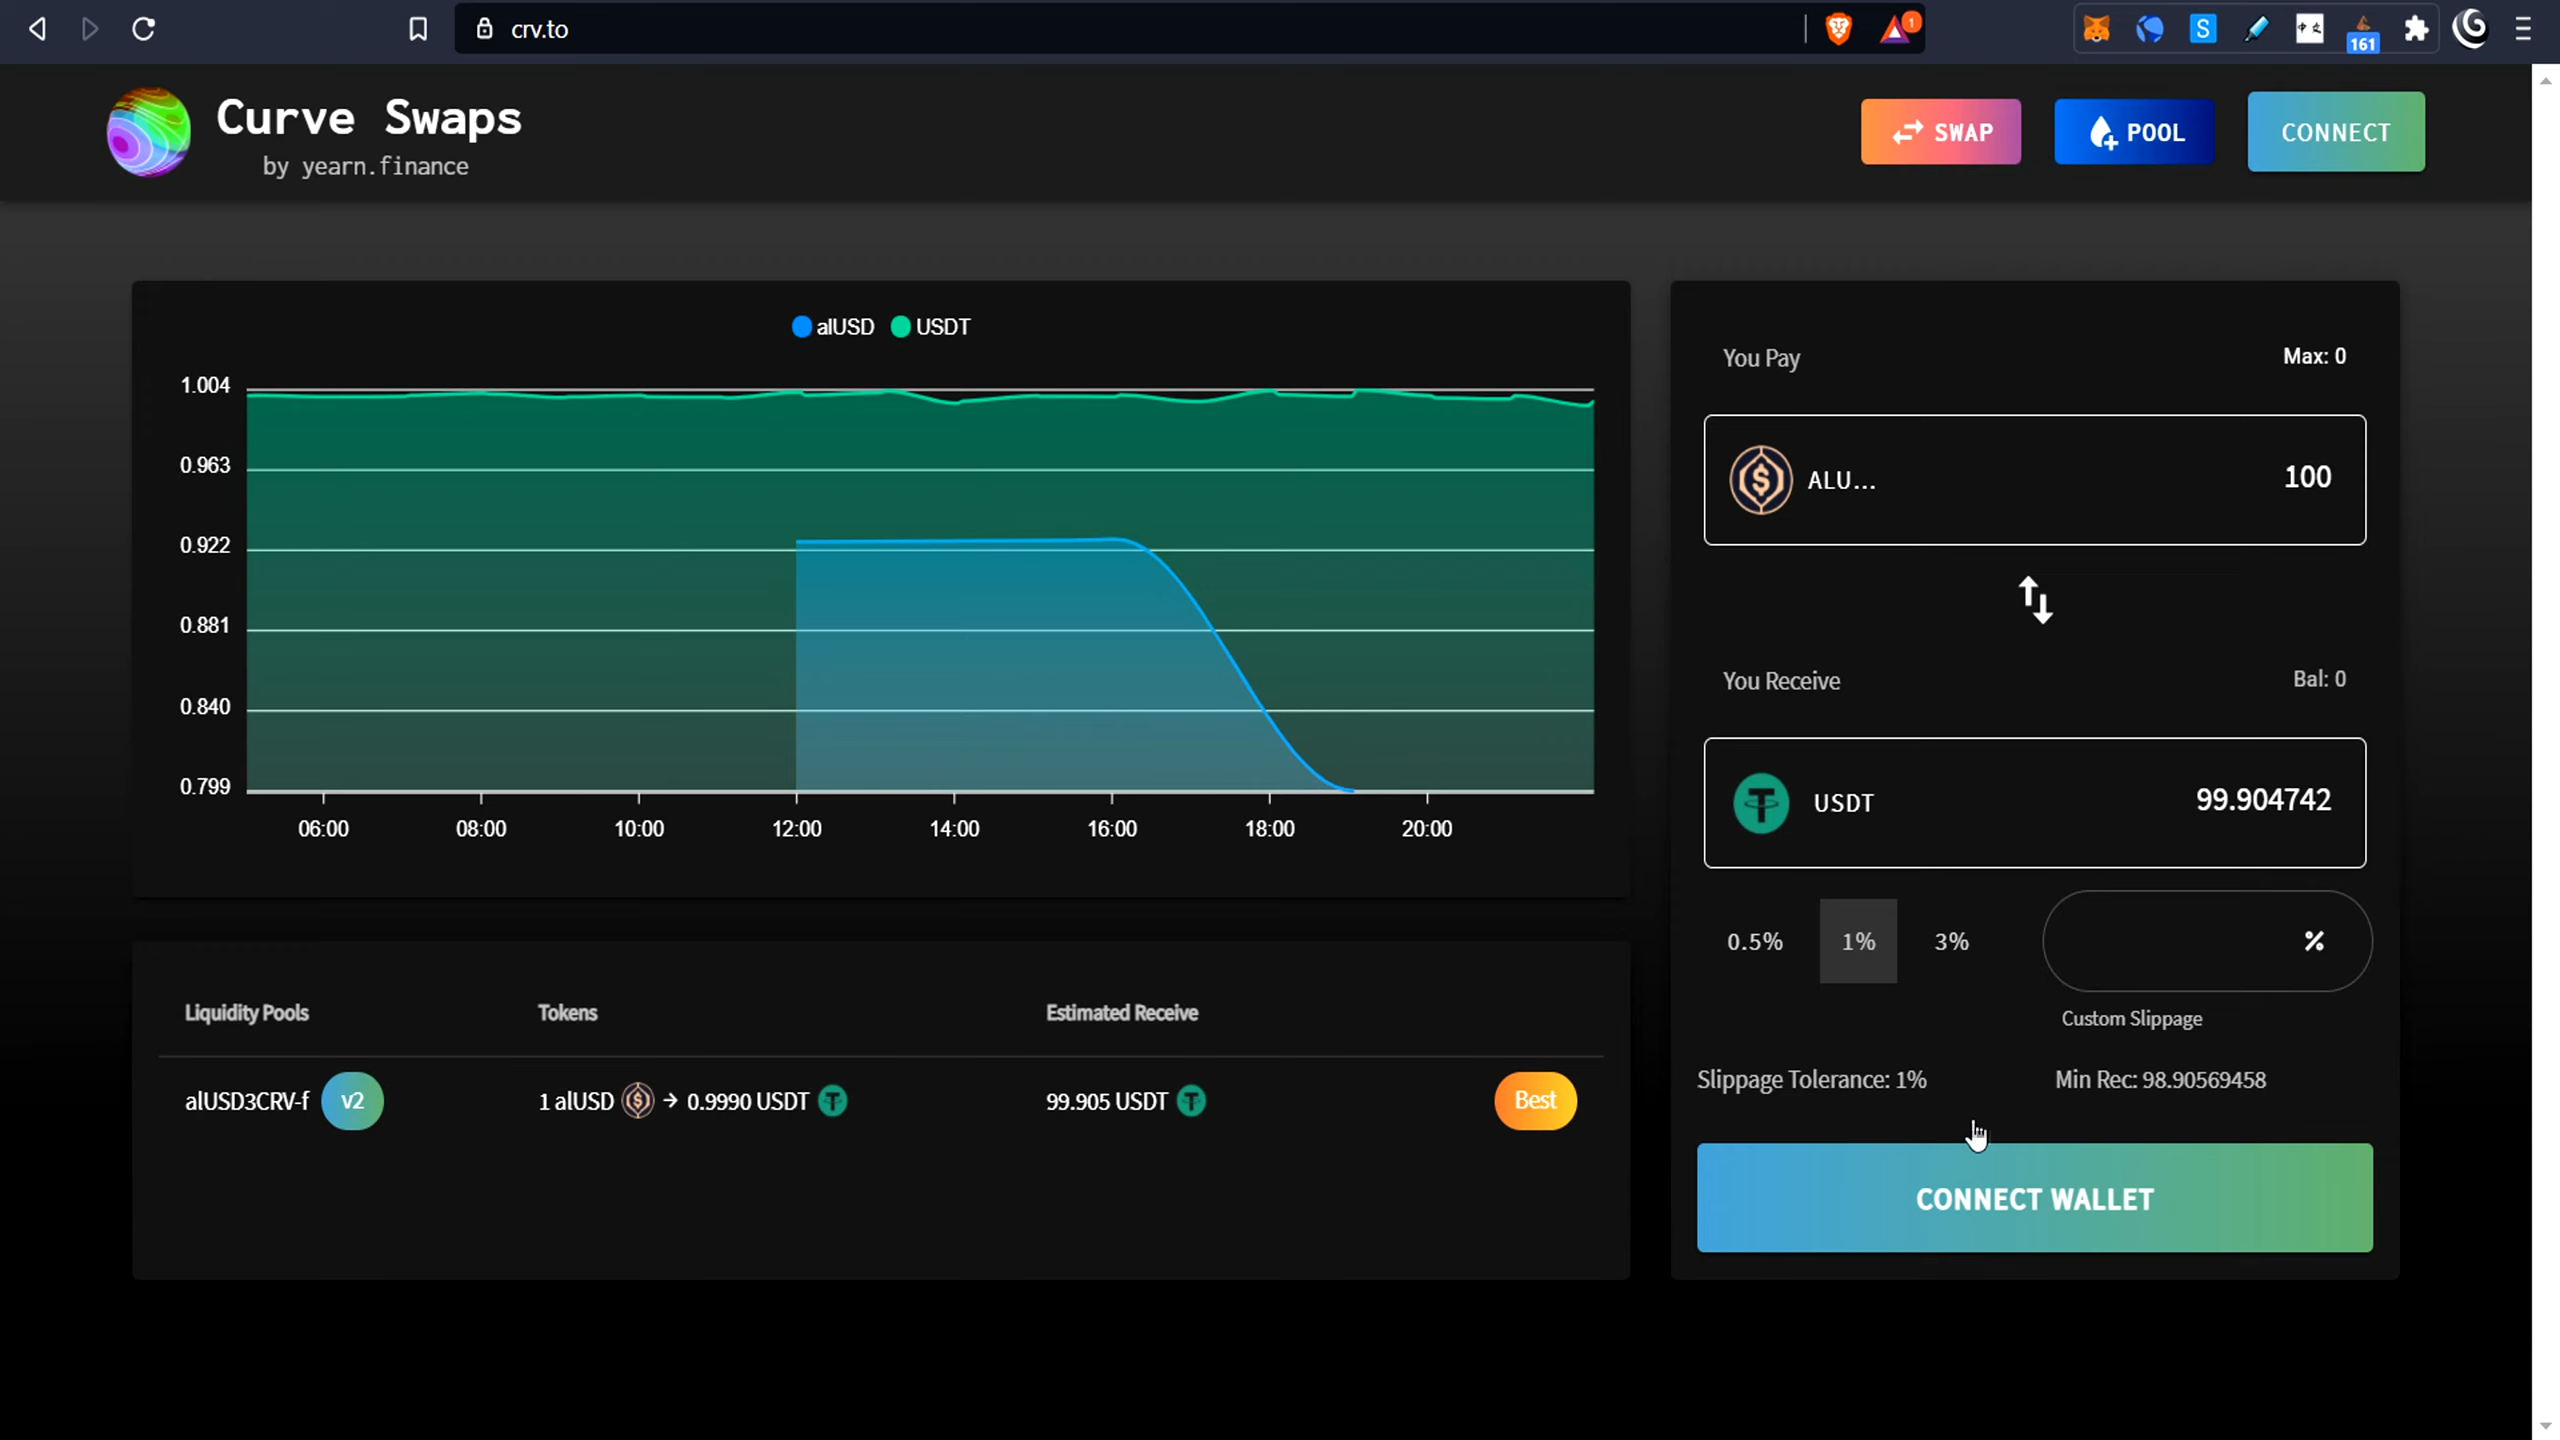 crv.to
1
161
Curve Swaps
by yearn.finance
SWAP
POOL
CONNECT
alUSD USDT
1.004
0.963
0.922
0.881
0.840
0.799
06:00 08:00 10:00 12:00 14:00 16:00 18:00 20:00
You Pay Max: 0
ALU... 100
You Receive Bal: 0
USDT 99.904742
0.5% 1% 3% %
Custom Slippage
Slippage Tolerance: 1% Min Rec: 98.90569458
CONNECT WALLET
Liquidity Pools Tokens Estimated Receive
alUSD3CRV-f v2 1 alUSD → 0.9990 USDT 99.905 USDT Best